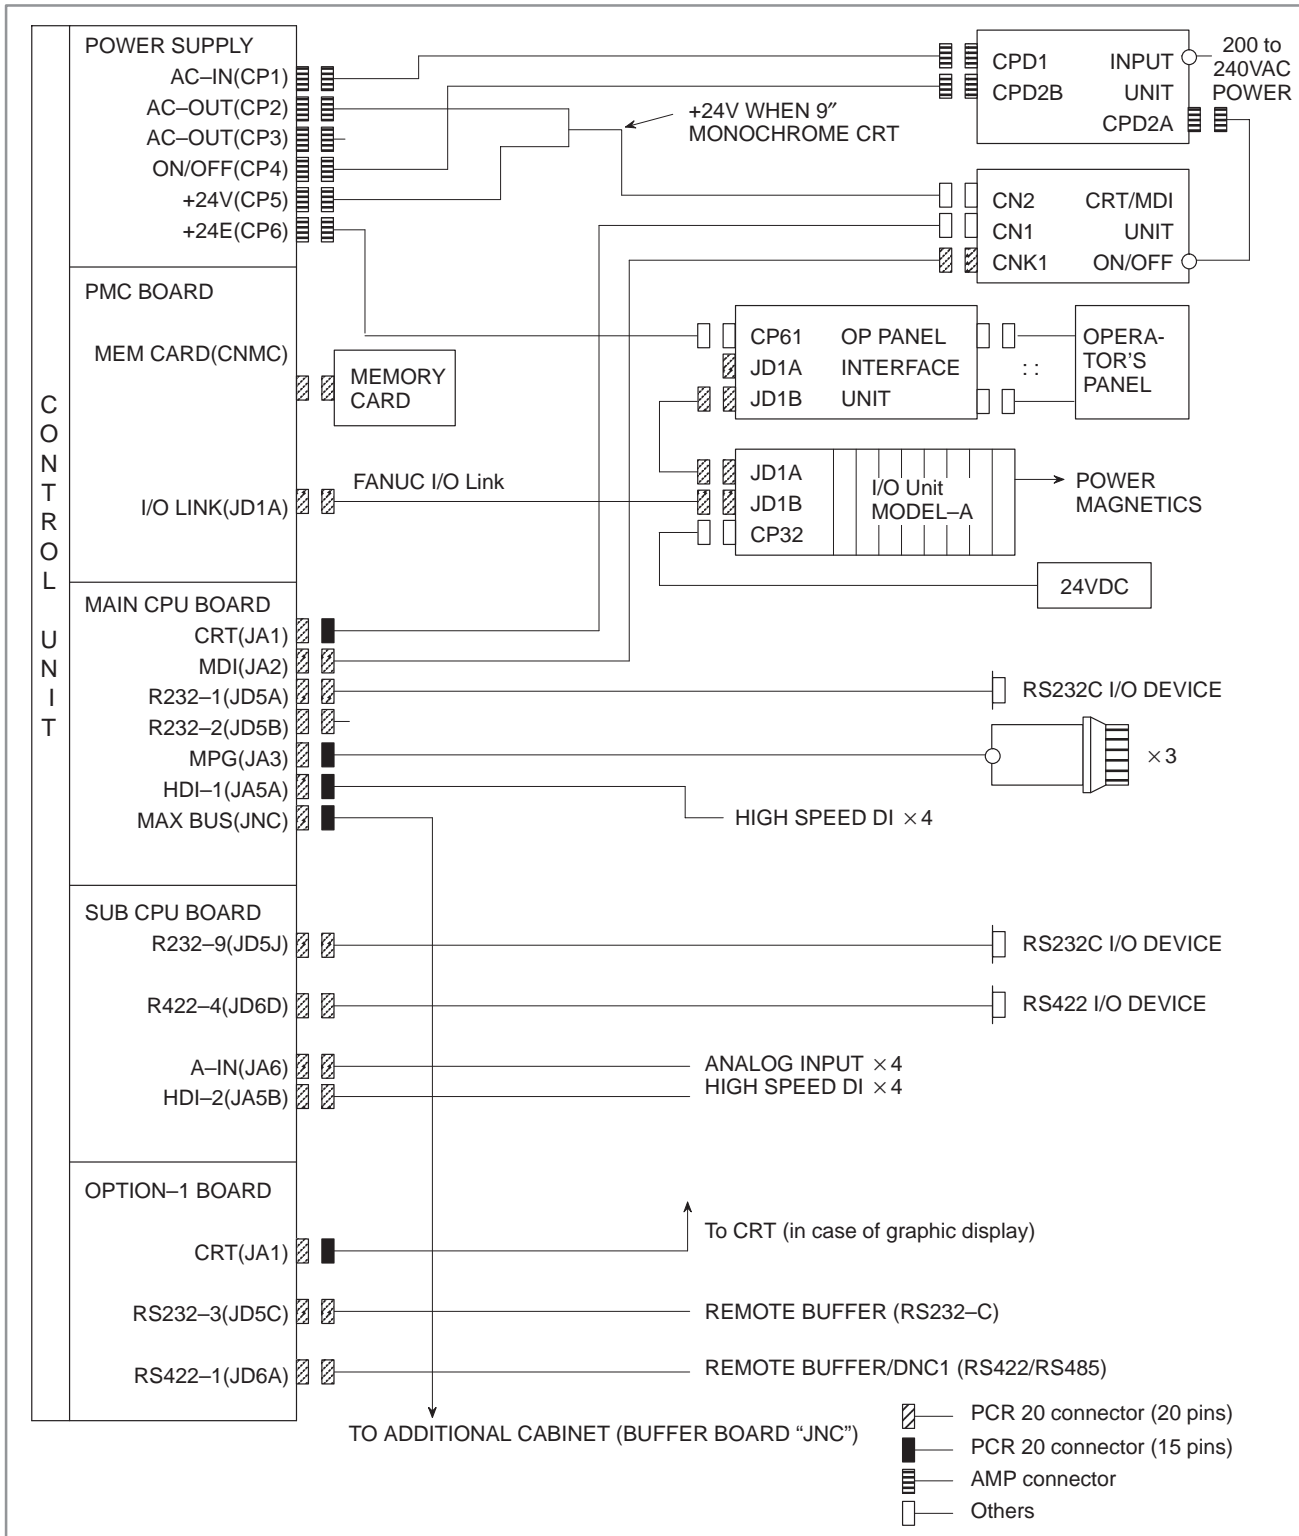 CONTROL UNIT
POWER SUPPLY
AC–IN(CP1)
AC–OUT(CP2)
AC–OUT(CP3)
ON/OFF(CP4)
+24V(CP5)
+24E(CP6)
+24V WHEN 9″
MONOCHROME CRT
CPD1 INPUT
CPD2B UNIT
CPD2A
200 to
240VAC
POWER
CN2 CRT/MDI
CN1 UNIT
CNK1 ON/OFF
PMC BOARD
MEM CARD(CNMC)
MEMORY
CARD
I/O LINK(JD1A)
FANUC I/O Link
CP61 OP PANEL
JD1A INTERFACE
JD1B UNIT
: :
OPERA-
TOR'S
PANEL
JD1A
JD1B
CP32
I/O Unit
MODEL–A
POWER
MAGNETICS
24VDC
MAIN CPU BOARD
CRT(JA1)
MDI(JA2)
R232–1(JD5A)
R232–2(JD5B)
MPG(JA3)
HDI–1(JA5A)
MAX BUS(JNC)
RS232C I/O DEVICE
×3
HIGH SPEED DI ×4
SUB CPU BOARD
R232–9(JD5J)
R422–4(JD6D)
A–IN(JA6)
HDI–2(JA5B)
RS232C I/O DEVICE
RS422 I/O DEVICE
ANALOG INPUT ×4
HIGH SPEED DI ×4
OPTION–1 BOARD
CRT(JA1)
RS232–3(JD5C)
RS422–1(JD6A)
To CRT (in case of graphic display)
REMOTE BUFFER (RS232–C)
REMOTE BUFFER/DNC1 (RS422/RS485)
TO ADDITIONAL CABINET (BUFFER BOARD “JNC”)
PCR 20 connector (20 pins)
PCR 20 connector (15 pins)
AMP connector
Others